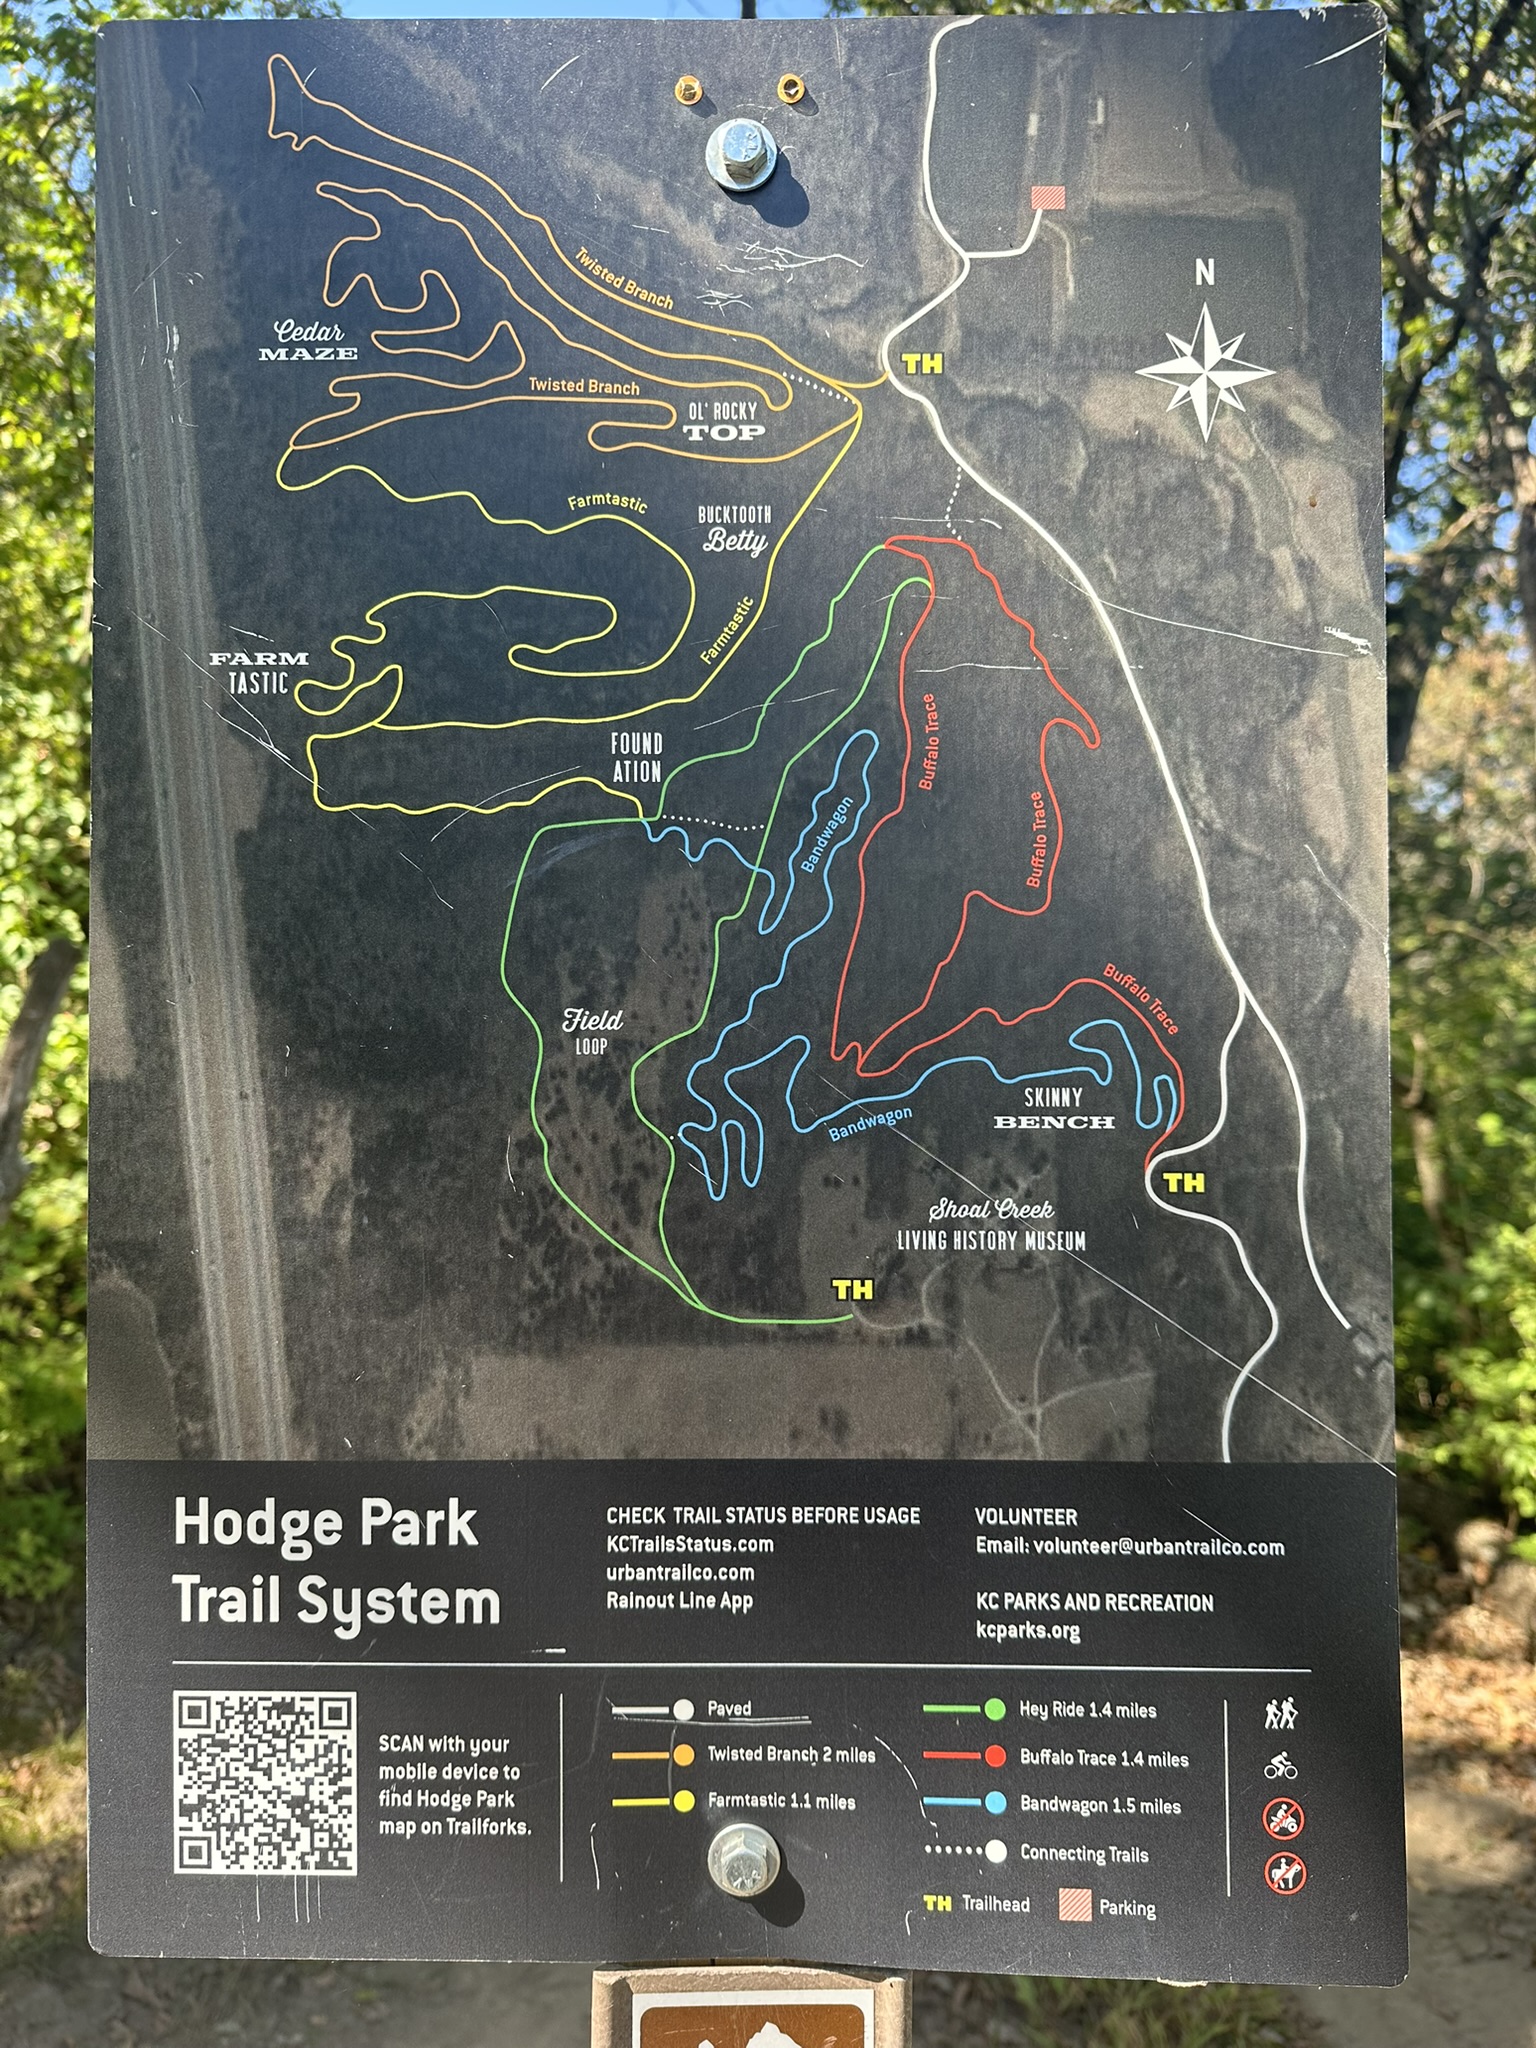 Twisted Branch
N
Cedar
MAZE
TH
Twisted Branch
OL' ROCKY
TOP
Farmtastic
BUCKTOOTH
Betty
Farmtastic
FARM
TASTIC
FOUND
ATION
Buffalo Trace
Bandwagon
Buffalo Trace
Field
LOOP
Buffalo Trace
SKINNY
BENCH
Bandwagon
TH
Shoal Creek
LIVING HISTORY MUSEUM
TH
Hodge Park
Trail System
CHECK TRAIL STATUS BEFORE USAGE
KCTrailsStatus.com
urbantrailco.com
Rainout Line App
VOLUNTEER
Email: volunteer@urbantrailco.com
KC PARKS AND RECREATION
kcparks.org
SCAN with your
mobile device to
find Hodge Park
map on Trailforks.
Paved
Twisted Branch 2 miles
Farmtastic 1.1 miles
Hey Ride 1.4 miles
Buffalo Trace 1.4 miles
Bandwagon 1.5 miles
Connecting Trails
TH Trailhead
Parking